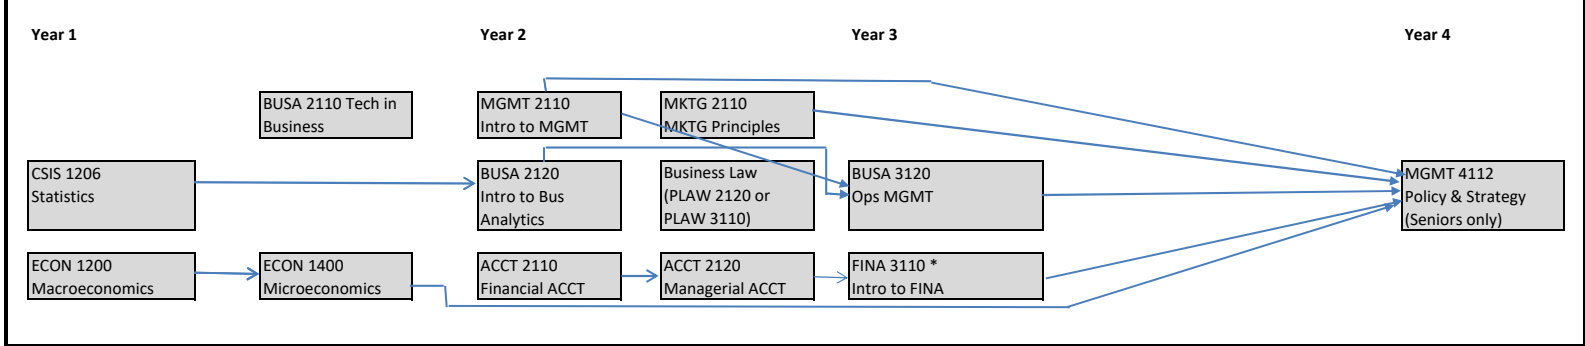 Year 1
Year 2
Year 3
Year 4
BUSA 2110 Tech in
Business
MGMT 2110
Intro to MGMT
MKTG 2110
MKTG Principles
CSIS 1206
Statistics
BUSA 2120
Intro to Bus
Analytics
Business Law
(PLAW 2120 or
PLAW 3110)
BUSA 3120
Ops MGMT
MGMT 4112
Policy & Strategy
(Seniors only)
ECON 1200
Macroeconomics
ECON 1400
Microeconomics
ACCT 2110
Financial ACCT
ACCT 2120
Managerial ACCT
FINA 3110 *
Intro to FINA